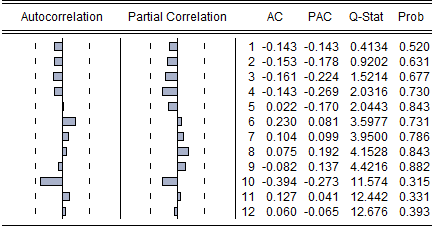 Autocorrelation Partial Correlation AC PAC Q-Stat Prob
1 -0.143 -0.143 0.4134 0.520
2 -0.153 -0.178 0.9202 0.631
3 -0.161 -0.224 1.5214 0.677
4 -0.143 -0.269 2.0316 0.730
5 0.022 -0.170 2.0443 0.843
6 0.230 0.081 3.5977 0.731
7 0.104 0.099 3.9500 0.786
8 0.075 0.192 4.1528 0.843
9 -0.082 0.137 4.4216 0.882
10 -0.394 -0.273 11.574 0.315
11 0.127 0.041 12.442 0.331
12 0.060 -0.065 12.676 0.393